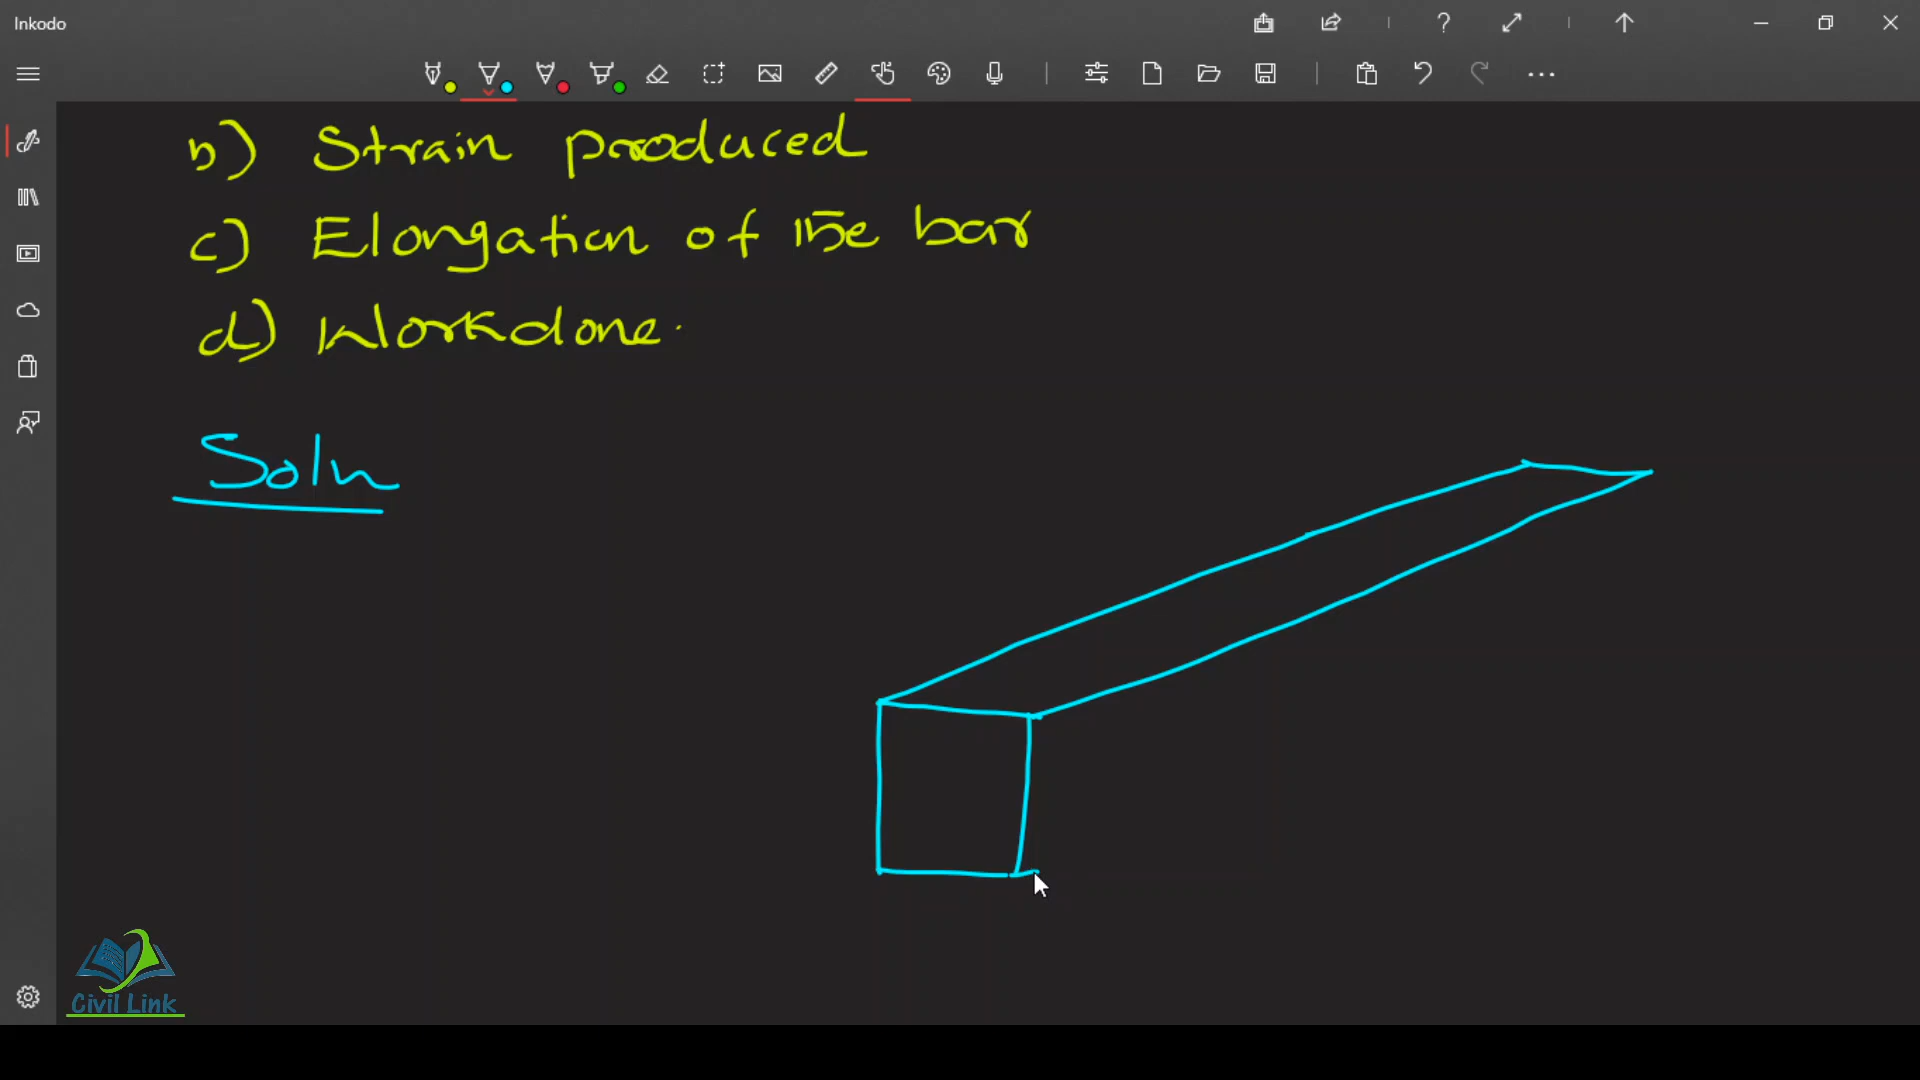 Inkodo
b) Strain produced
c) Elongation of the bar
d) Workdone.
Soln
Civil Link